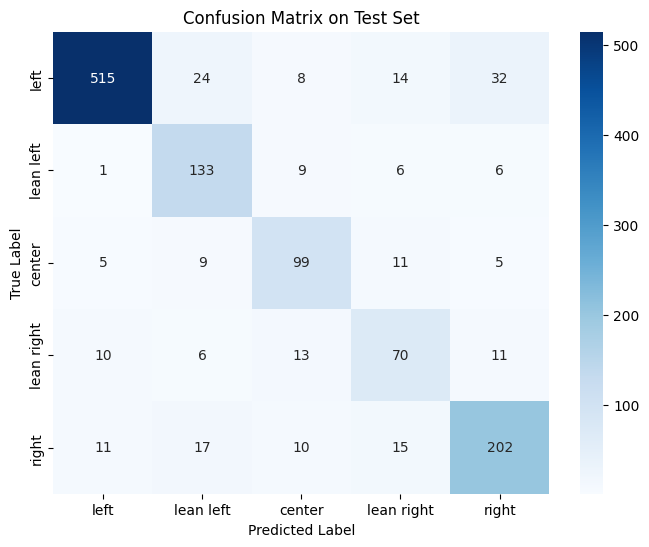 Confusion Matrix on Test Set
True Label
left 515 24 8 14 32
lean left 1 133 9 6 6
center 5 9 99 11 5
lean right 10 6 13 70 11
right 11 17 10 15 202
left lean left center lean right right
Predicted Label
500
400
300
200
100